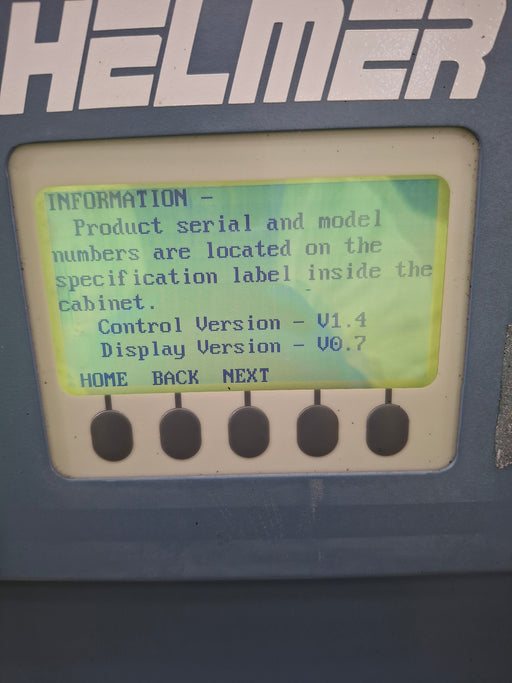 HELMER
INFORMATION -
Product serial and model
numbers are located on the
specification label inside the
cabinet.
Control Version - V1.4
Display Version - V0.7
HOME BACK NEXT